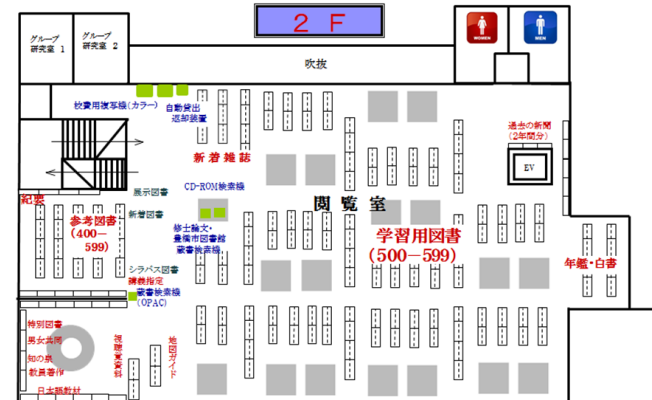 2F
グループ
研究室 1
グループ
研究室 2
吹抜
WOMEN
MEN
校費用複写機(カラー)
自動貸出
返却装置
過去の新聞
(2年間分)
新着雑誌
EV
CD-ROM検索機
展示図書
紀要
閲覧室
参考図書
(400-
599)
新着図書
修士論文・
豊橋市図書館
蔵書検索機
学習用図書
(500-599)
年鑑・白書
シラバス図書
講義指定
蔵書検索機
(OPAC)
特別図書
男女共同
知の泉
教員著作
日本語教材
視聴覚資料
地図ガイド